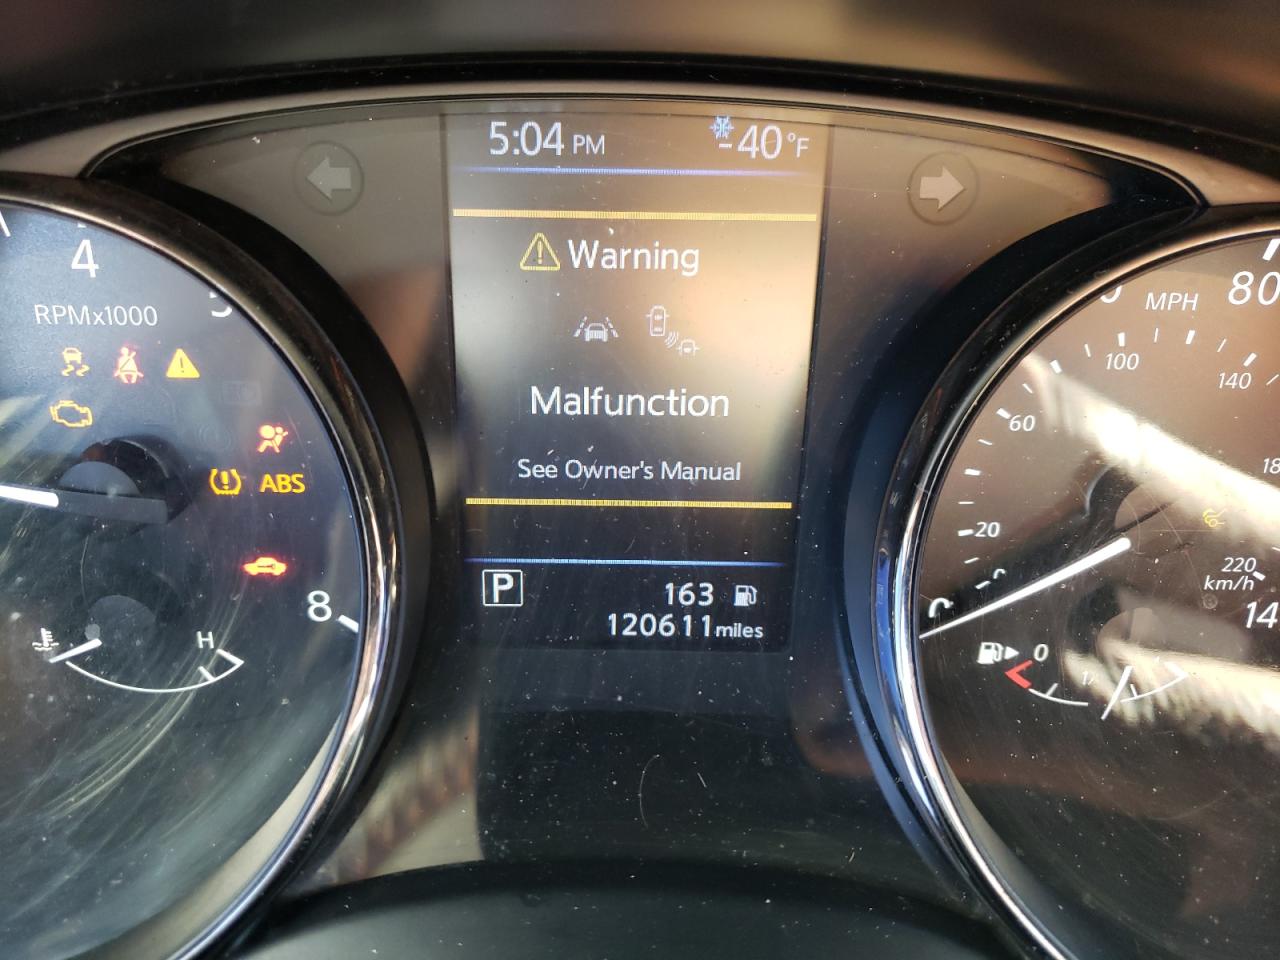 5:04 PM
-40°F
Warning
Malfunction
See Owner's Manual
P
163
120611 miles
4
5
RPMx1000
ABS
8
H
MPH
80
100
140
60
20
0
220
km/h
0